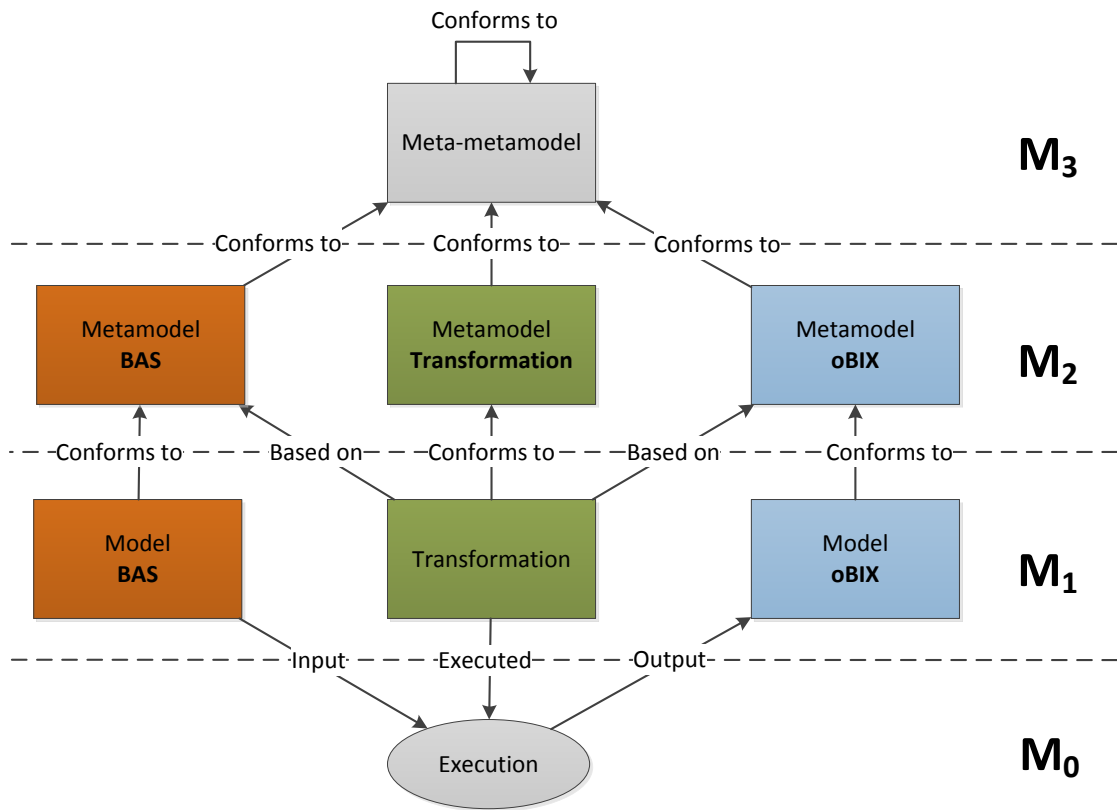 Conforms to
Meta-metamodel
M₃
Conforms to
Conforms to
Conforms to
Metamodel
BAS
Metamodel
Transformation
Metamodel
oBIX
M₂
Conforms to
Based on
Conforms to
Based on
Conforms to
Model
BAS
Transformation
Model
oBIX
M₁
Input
Executed
Output
Execution
M₀